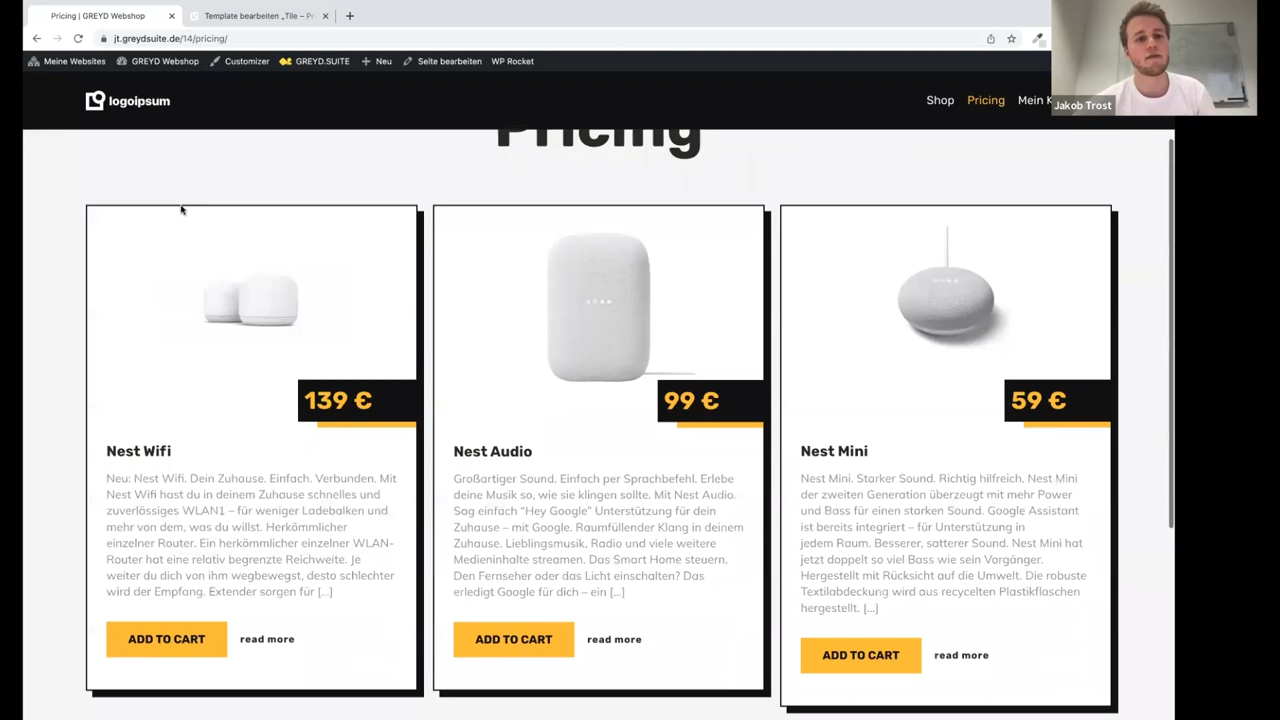 Pricing | GREYD Webshop
Template bearbeiten „Tile – Pr
jt.greydsuite.de/14/pricing/
Meine Websites
GREYD Webshop
Customizer
GREYD.SUITE
Neu
Seite bearbeiten
WP Rocket
logoipsum
Shop
Pricing
Mein K
Jakob Trost
Pricing
139 €
99 €
59 €
Nest Wifi
Neu: Nest Wifi. Dein Zuhause. Einfach. Verbunden. Mit
Nest Wifi hast du in deinem Zuhause schnelles und
zuverlässiges WLAN1 – für weniger Ladebalken und
mehr von dem, was du willst. Herkömmlicher
einzelner Router. Ein herkömmlicher einzelner WLAN-
Router hat eine relativ begrenzte Reichweite. Je
weiter du dich von ihm wegbewegst, desto schlechter
wird der Empfang. Extender sorgen für [...]
ADD TO CART
read more
Nest Audio
Großartiger Sound. Einfach per Sprachbefehl. Erlebe
deine Musik so, wie sie klingen sollte. Mit Nest Audio.
Sag einfach “Hey Google” Unterstützung für dein
Zuhause – mit Google. Raumfüllender Klang in deinem
Zuhause. Lieblingsmusik, Radio und viele weitere
Medieninhalte streamen. Das Smart Home steuern.
Den Fernseher oder das Licht einschalten? Das
erledigt Google für dich – ein [...]
ADD TO CART
read more
Nest Mini
Nest Mini. Starker Sound. Richtig hilfreich. Nest Mini
der zweiten Generation überzeugt mit mehr Power
und Bass für einen starken Sound. Google Assistant
ist bereits integriert – für Unterstützung in
jedem Raum. Besserer, satterer Sound. Nest Mini hat
jetzt doppelt so viel Bass wie sein Vorgänger.
Hergestellt mit Rücksicht auf die Umwelt. Die robuste
Textilabdeckung wird aus recycelten Plastikflaschen
hergestellt. [...]
ADD TO CART
read more